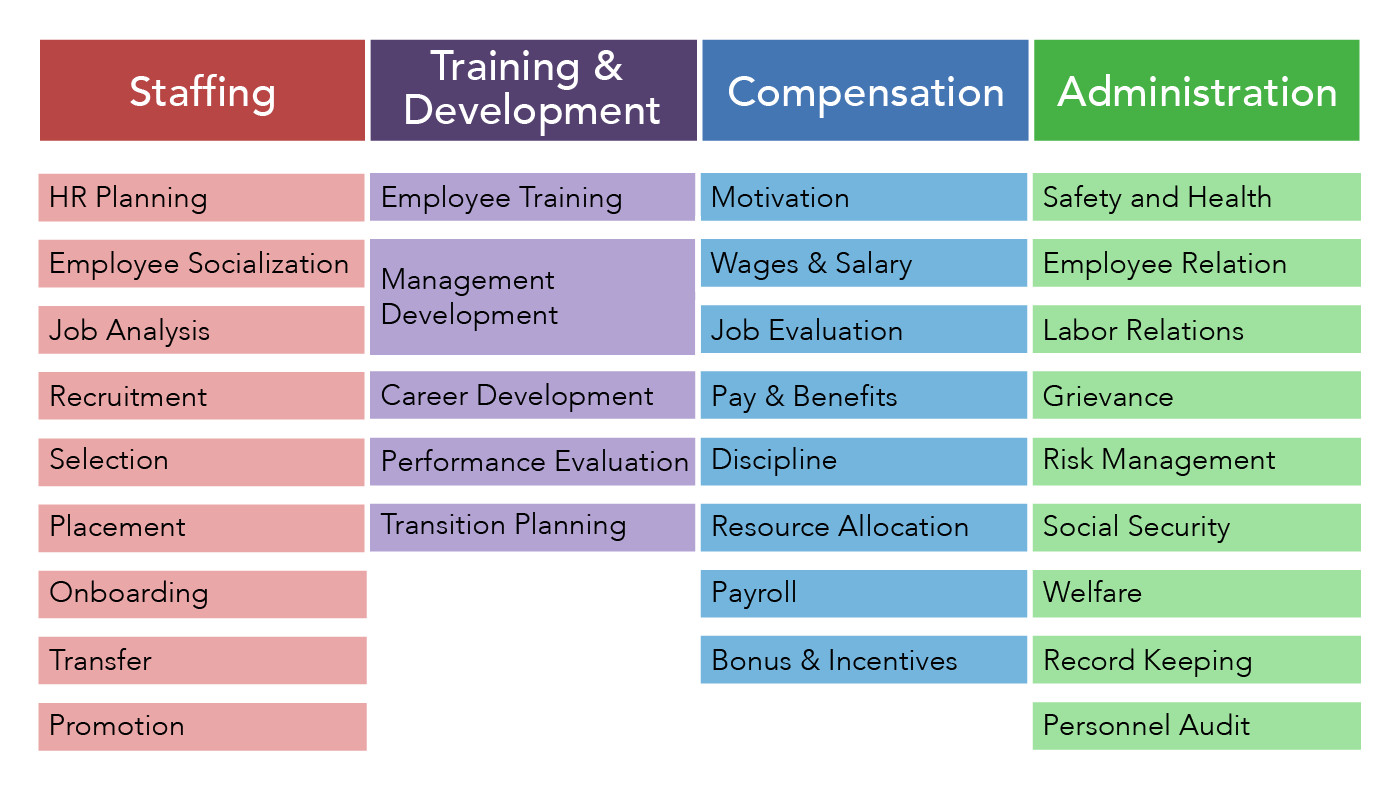 Staffing
Training &
Development
Compensation
Administration
HR Planning
Employee Socialization
Job Analysis
Recruitment
Selection
Placement
Onboarding
Transfer
Promotion
Employee Training
Management
Development
Career Development
Performance Evaluation
Transition Planning
Motivation
Wages & Salary
Job Evaluation
Pay & Benefits
Discipline
Resource Allocation
Payroll
Bonus & Incentives
Safety and Health
Employee Relation
Labor Relations
Grievance
Risk Management
Social Security
Welfare
Record Keeping
Personnel Audit